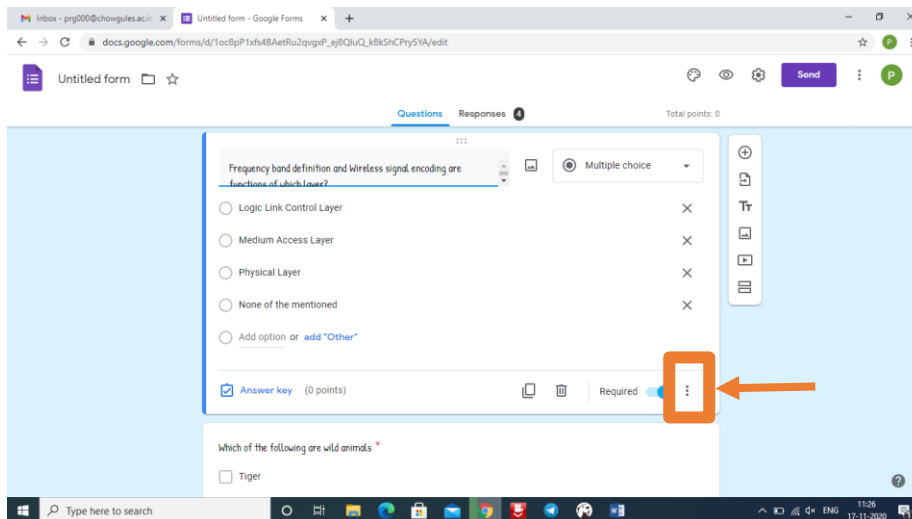 Inbox - prg000@chowgules.ac.in
Untitled form - Google Forms
docs.google.com/forms/d/1oc8pP1xfs4BAetRu2qvgxP_ej8QluQ_k8kShCPry5YA/edit
P
Untitled form
Send
P
Questions Responses 4 Total points: 0
Frequency band definition and Wireless signal encoding are
functions of which layer?
Multiple choice
Logic Link Control Layer
Medium Access Layer
Physical Layer
None of the mentioned
Add option or add "Other"
Tт
Answer key (0 points)
Required
Which of the following are wild animals *
Tiger
Type here to search
ENG
11:26
17-11-2020